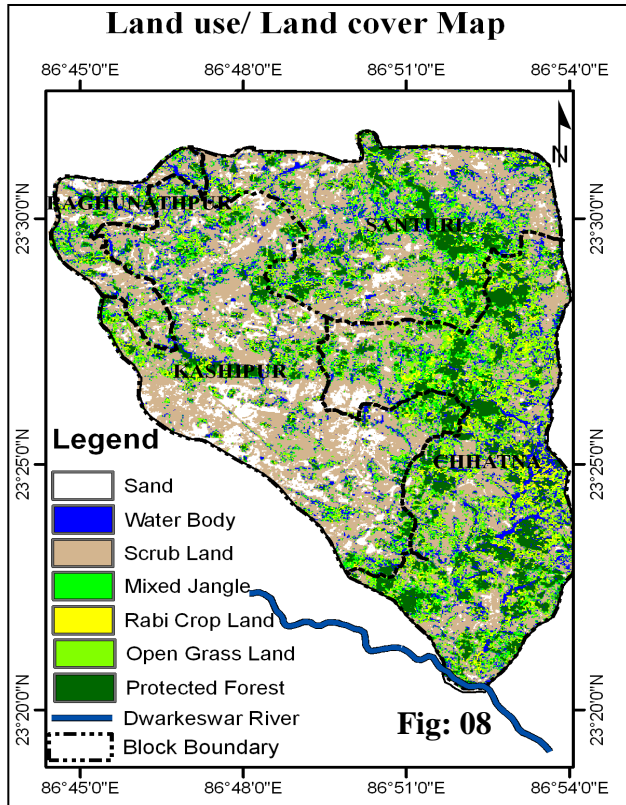 Land use/ Land cover Map
86°45'0"E 86°48'0"E 86°51'0"E 86°54'0"E
N
RAGHUNATHPUR
23°30'0"N SANTURI 23°30'0"N
KASHIPUR
Legend
23°25'0"N CHHATNA 23°25'0"N
Sand
Water Body
Scrub Land
Mixed Jangle
Rabi Crop Land
Open Grass Land
Protected Forest
23°20'0"N 23°20'0"N
Dwarkeswar River Fig: 08
Block Boundary
86°45'0"E 86°48'0"E 86°51'0"E 86°54'0"E